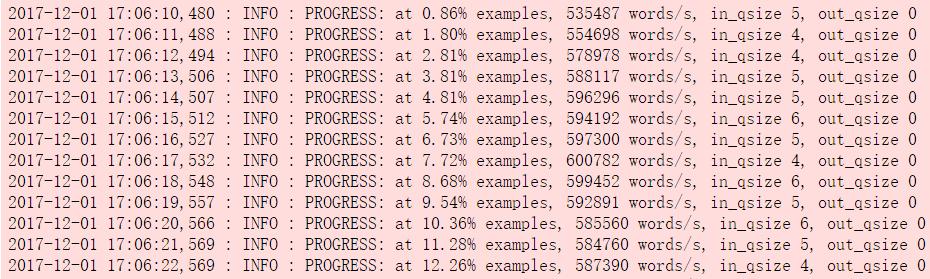 2017-12-01 17:06:10,480 : INFO : PROGRESS: at 0.86% examples, 535487 words/s, in_qsize 5, out_qsize 0
2017-12-01 17:06:11,488 : INFO : PROGRESS: at 1.80% examples, 554698 words/s, in_qsize 4, out_qsize 0
2017-12-01 17:06:12,494 : INFO : PROGRESS: at 2.81% examples, 578978 words/s, in_qsize 4, out_qsize 0
2017-12-01 17:06:13,506 : INFO : PROGRESS: at 3.81% examples, 588117 words/s, in_qsize 5, out_qsize 0
2017-12-01 17:06:14,507 : INFO : PROGRESS: at 4.81% examples, 596296 words/s, in_qsize 5, out_qsize 0
2017-12-01 17:06:15,512 : INFO : PROGRESS: at 5.74% examples, 594192 words/s, in_qsize 6, out_qsize 0
2017-12-01 17:06:16,527 : INFO : PROGRESS: at 6.73% examples, 597300 words/s, in_qsize 5, out_qsize 0
2017-12-01 17:06:17,532 : INFO : PROGRESS: at 7.72% examples, 600782 words/s, in_qsize 4, out_qsize 0
2017-12-01 17:06:18,548 : INFO : PROGRESS: at 8.68% examples, 599452 words/s, in_qsize 6, out_qsize 0
2017-12-01 17:06:19,557 : INFO : PROGRESS: at 9.54% examples, 592891 words/s, in_qsize 5, out_qsize 0
2017-12-01 17:06:20,566 : INFO : PROGRESS: at 10.36% examples, 585560 words/s, in_qsize 6, out_qsize 0
2017-12-01 17:06:21,569 : INFO : PROGRESS: at 11.28% examples, 584760 words/s, in_qsize 5, out_qsize 0
2017-12-01 17:06:22,569 : INFO : PROGRESS: at 12.26% examples, 587390 words/s, in_qsize 4, out_qsize 0